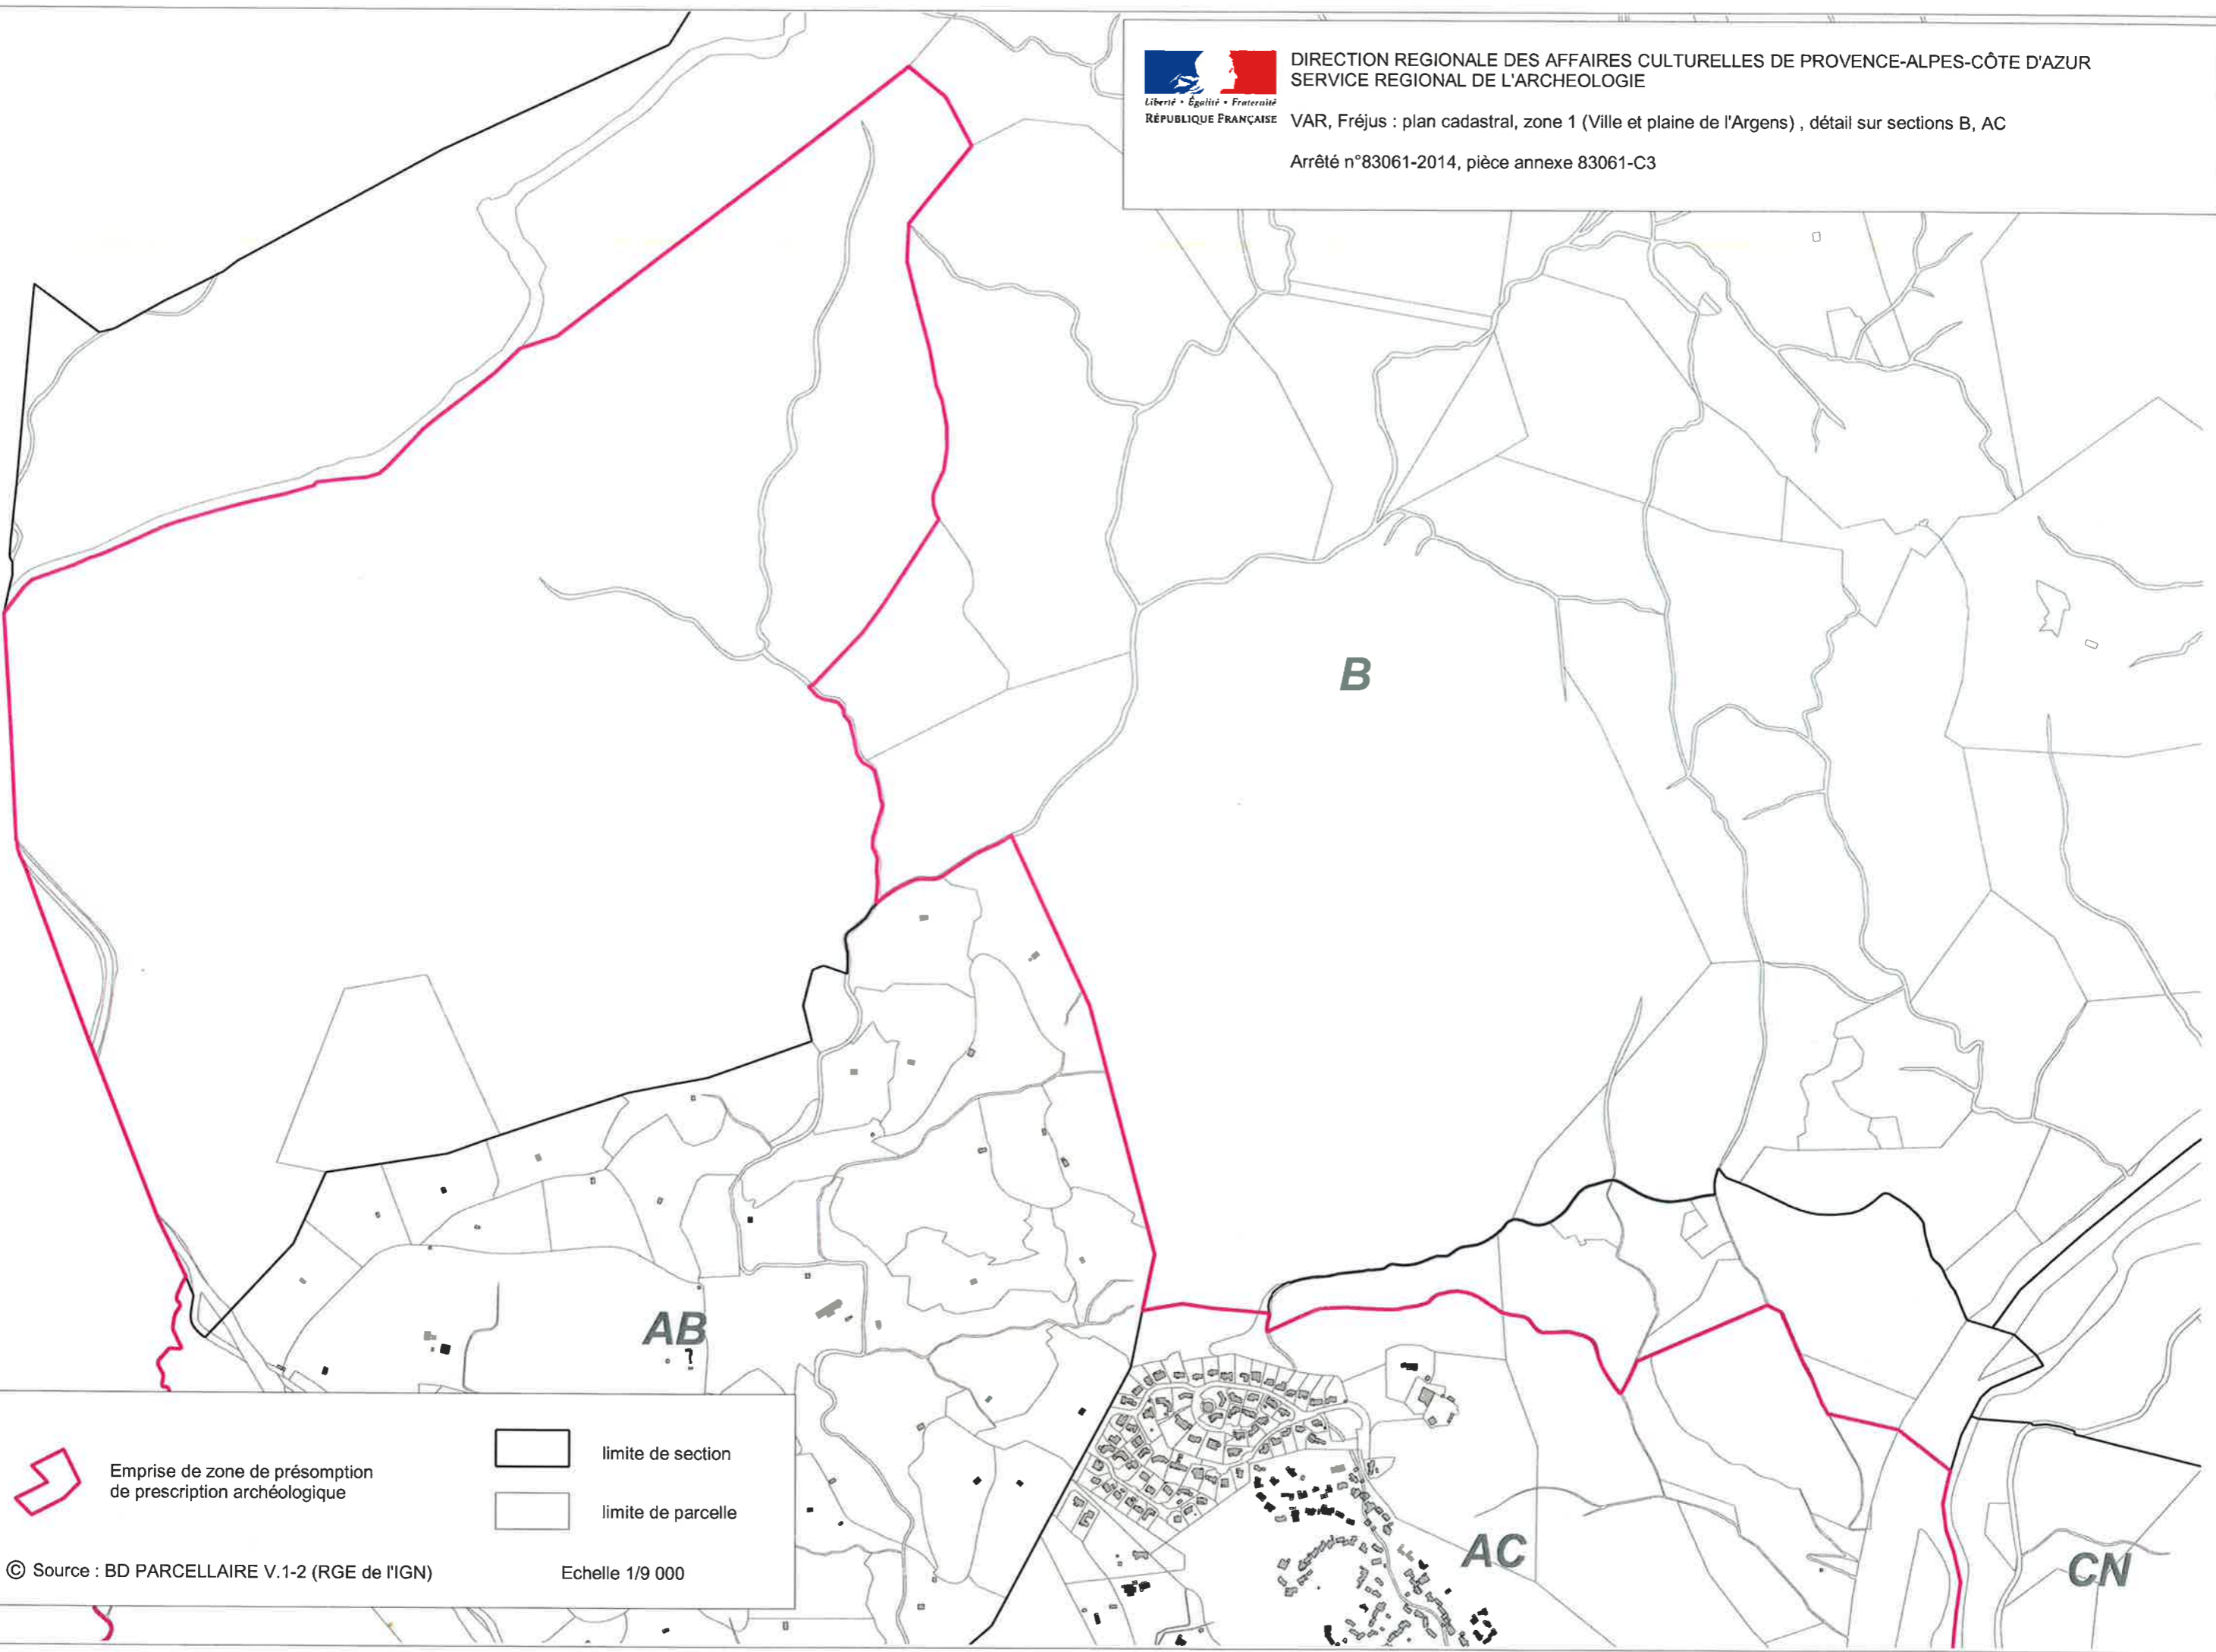 DIRECTION REGIONALE DES AFFAIRES CULTURELLES DE PROVENCE-ALPES-CÔTE D'AZUR
SERVICE REGIONAL DE L'ARCHEOLOGIE
Liberté • Égalité • Fraternité
RÉPUBLIQUE FRANÇAISE
VAR, Fréjus : plan cadastral, zone 1 (Ville et plaine de l'Argens) , détail sur sections B, AC
Arrêté n°83061-2014, pièce annexe 83061-C3
B
AB
AC
CN
Emprise de zone de présomption
de prescription archéologique
limite de section
limite de parcelle
© Source : BD PARCELLAIRE V.1-2 (RGE de l'IGN)
Echelle 1/9 000